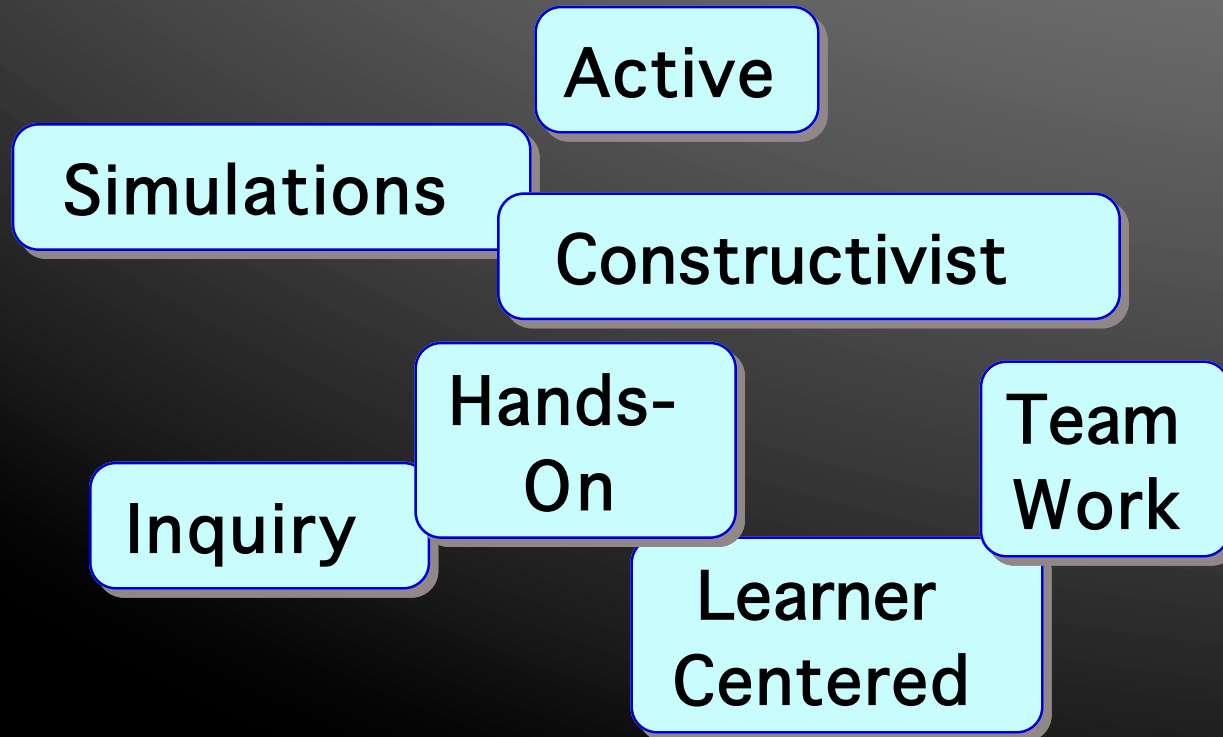 Active
Simulations
Constructivist
Hands-
On
Team
Work
Inquiry
Learner
Centered